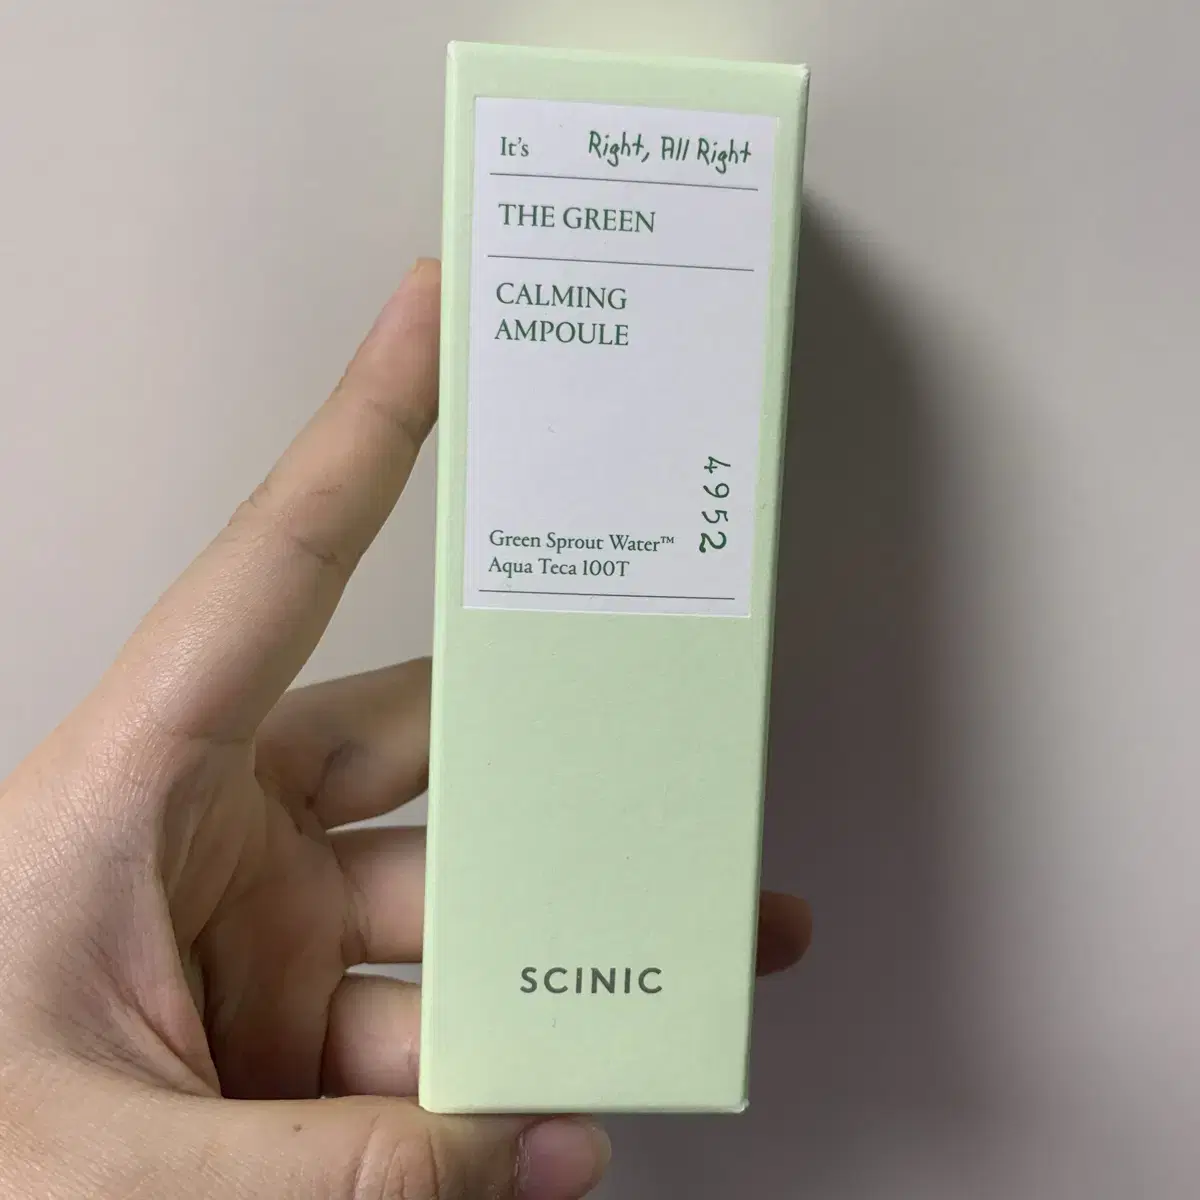 It's Right, All Right
THE GREEN
CALMING
AMPOULE
4952
Green Sprout Water™
Aqua Teca 100T
SCINIC